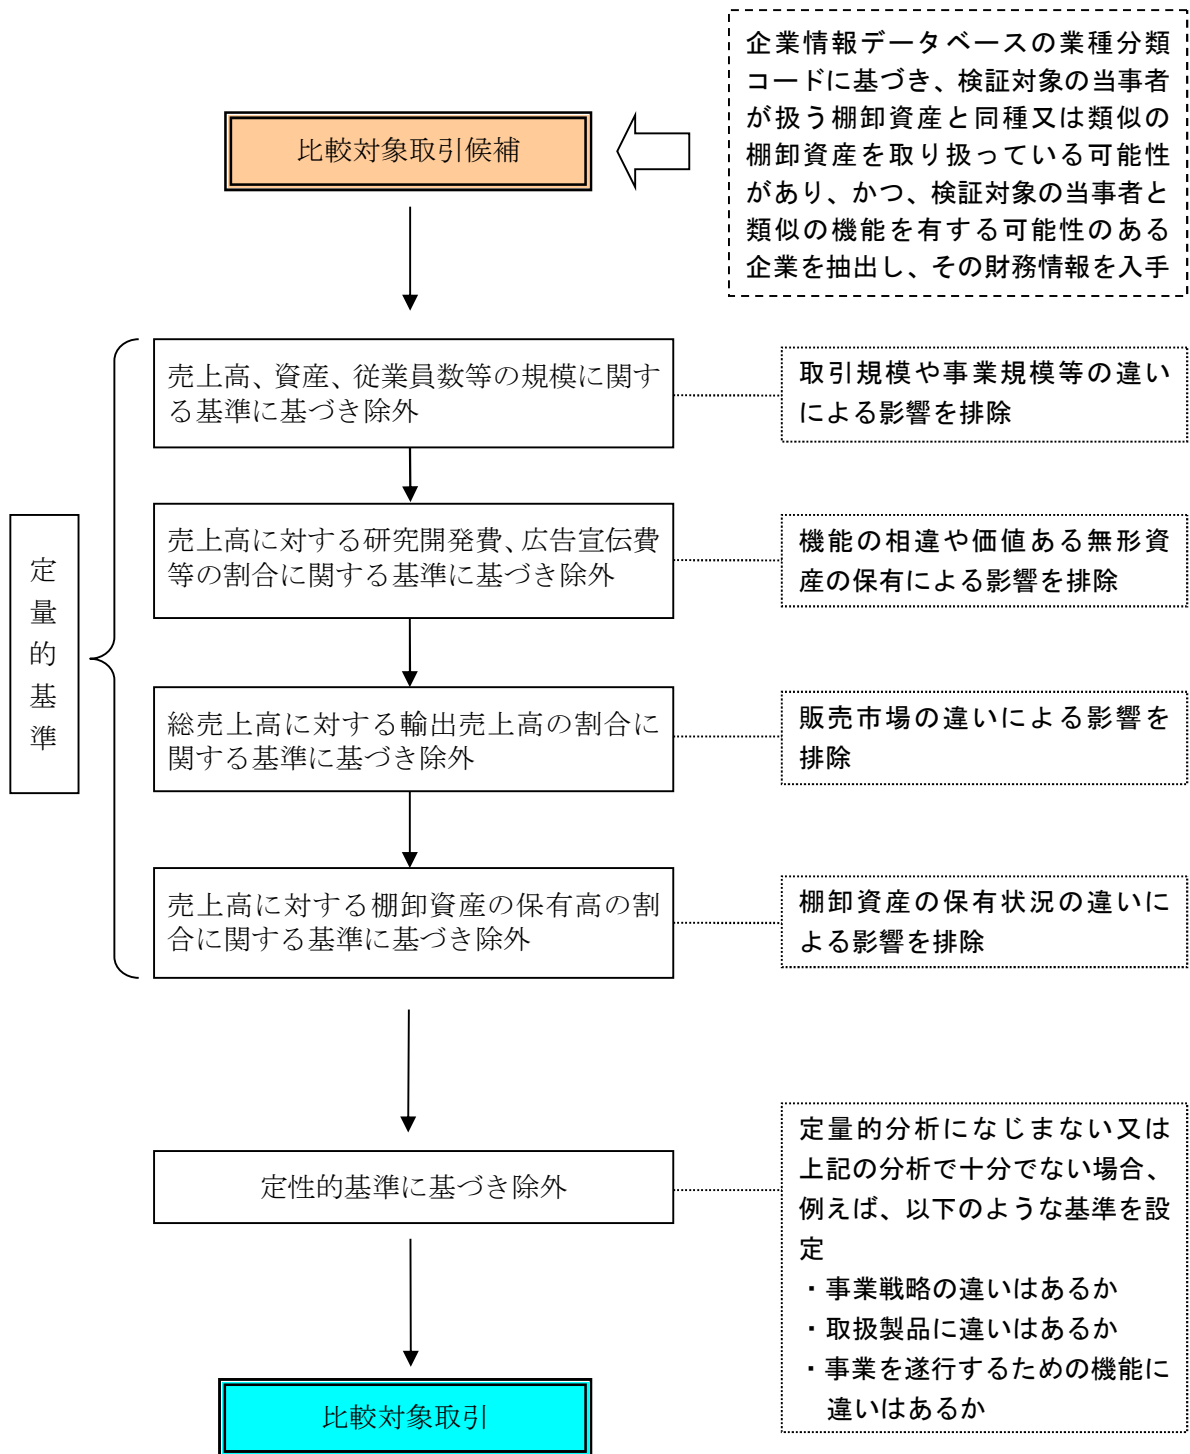 企業情報データベースの業種分類
コードに基づき、検証対象の当事者
が扱う棚卸資産と同種又は類似の
棚卸資産を取り扱っている可能性
があり、かつ、検証対象の当事者と
類似の機能を有する可能性のある
企業を抽出し、その財務情報を入手
比較対象取引候補
売上高、資産、従業員数等の規模に関す
る基準に基づき除外
取引規模や事業規模等の違い
による影響を排除
定量的基準
売上高に対する研究開発費、広告宣伝費
等の割合に関する基準に基づき除外
機能の相違や価値ある無形資
産の保有による影響を排除
総売上高に対する輸出売上高の割合に
関する基準に基づき除外
販売市場の違いによる影響を
排除
売上高に対する棚卸資産の保有高の割
合に関する基準に基づき除外
棚卸資産の保有状況の違いに
よる影響を排除
定性的基準に基づき除外
定量的分析になじまない又は
上記の分析で十分でない場合、
例えば、以下のような基準を設
定
・事業戦略の違いはあるか
・取扱製品に違いはあるか
・事業を遂行するための機能に
違いはあるか
比較対象取引